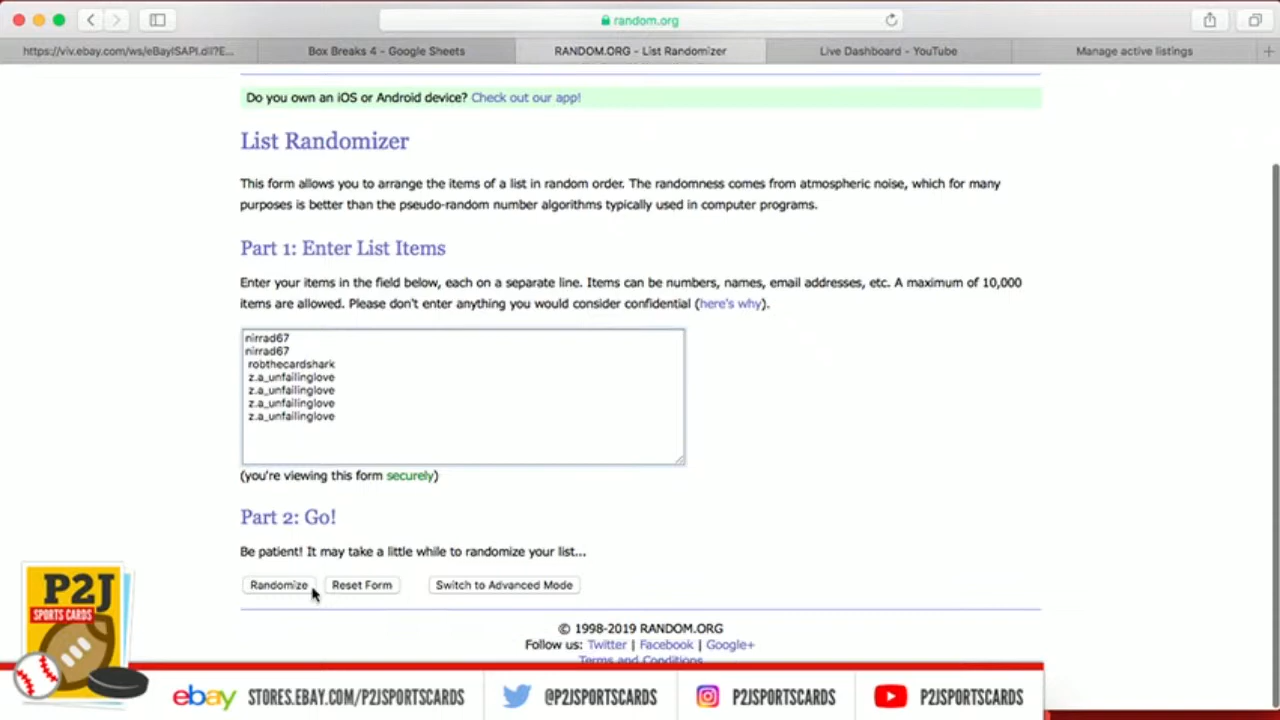 random.org
https://viv.ebay.com/ws/eBayISAPI.dll?E...
Box Breaks 4 - Google Sheets
RANDOM.ORG - List Randomizer
Live Dashboard - YouTube
Manage active listings
Do you own an iOS or Android device? Check out our app!
List Randomizer
This form allows you to arrange the items of a list in random order. The randomness comes from atmospheric noise, which for many
purposes is better than the pseudo-random number algorithms typically used in computer programs.
Part 1: Enter List Items
Enter your items in the field below, each on a separate line. Items can be numbers, names, email addresses, etc. A maximum of 10,000
items are allowed. Please don't enter anything you would consider confidential (here's why).
nirrad67
nirrad67
robthecardshark
z.a_unfailinglove
z.a_unfailinglove
z.a_unfailinglove
z.a_unfailinglove
(you're viewing this form securely)
Part 2: Go!
Be patient! It may take a little while to randomize your list...
Randomize
Reset Form
Switch to Advanced Mode
© 1998-2019 RANDOM.ORG
Follow us: Twitter | Facebook | Google+
Terms and Conditions
P2J
SPORTS CARDS
ebay STORES.EBAY.COM/P2JSPORTSCARDS
@P2JSPORTSCARDS
P2JSPORTSCARDS
P2JSPORTSCARDS